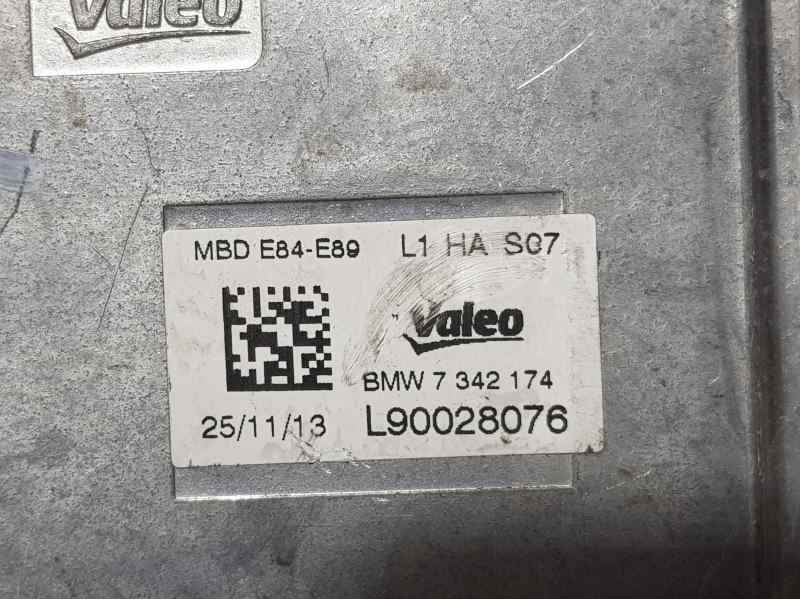 Valeo
MBD E84-E89 L1 HA S07
Valeo
BMW 7 342 174
25/11/13 L90028076